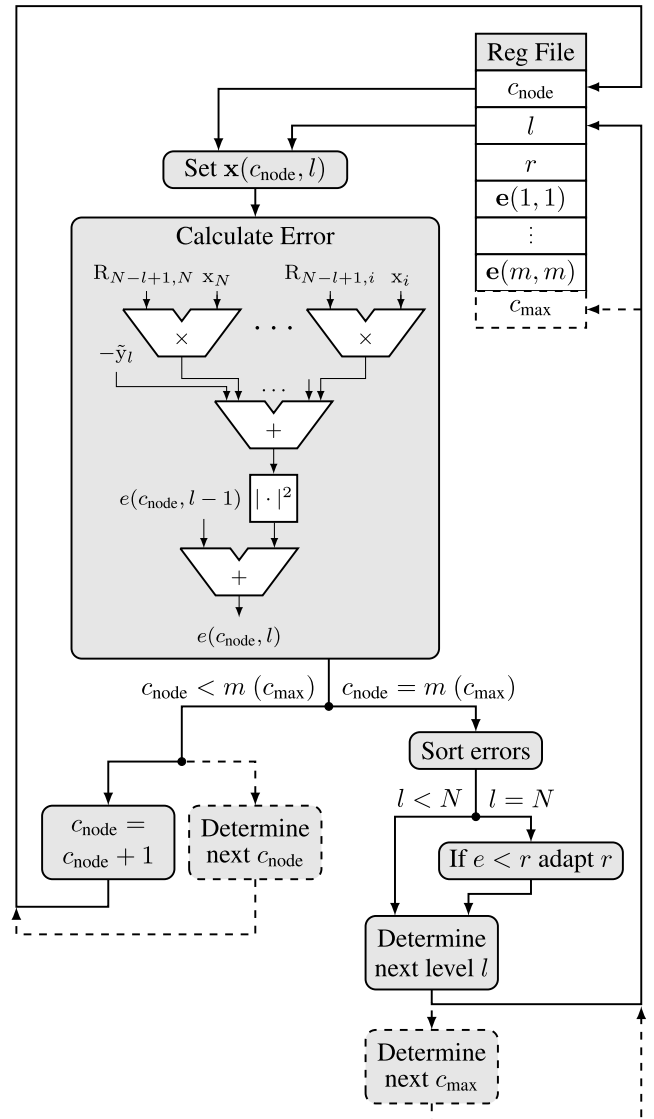 Reg File
c_node
l
r
e(1, 1)
⋮
e(m, m)
c_max
Set x(c_node, l)
Calculate Error
R_{N−l+1,N} x_N R_{N−l+1,i} x_i
× · · · ×
−ỹ_l
· · ·
+
e(c_node, l − 1) | · |²
+
e(c_node, l)
c_node < m (c_max) c_node = m (c_max)
Sort errors
l < N l = N
c_node =
c_node + 1
Determine
next c_node
If e < r adapt r
Determine
next level l
Determine
next c_max